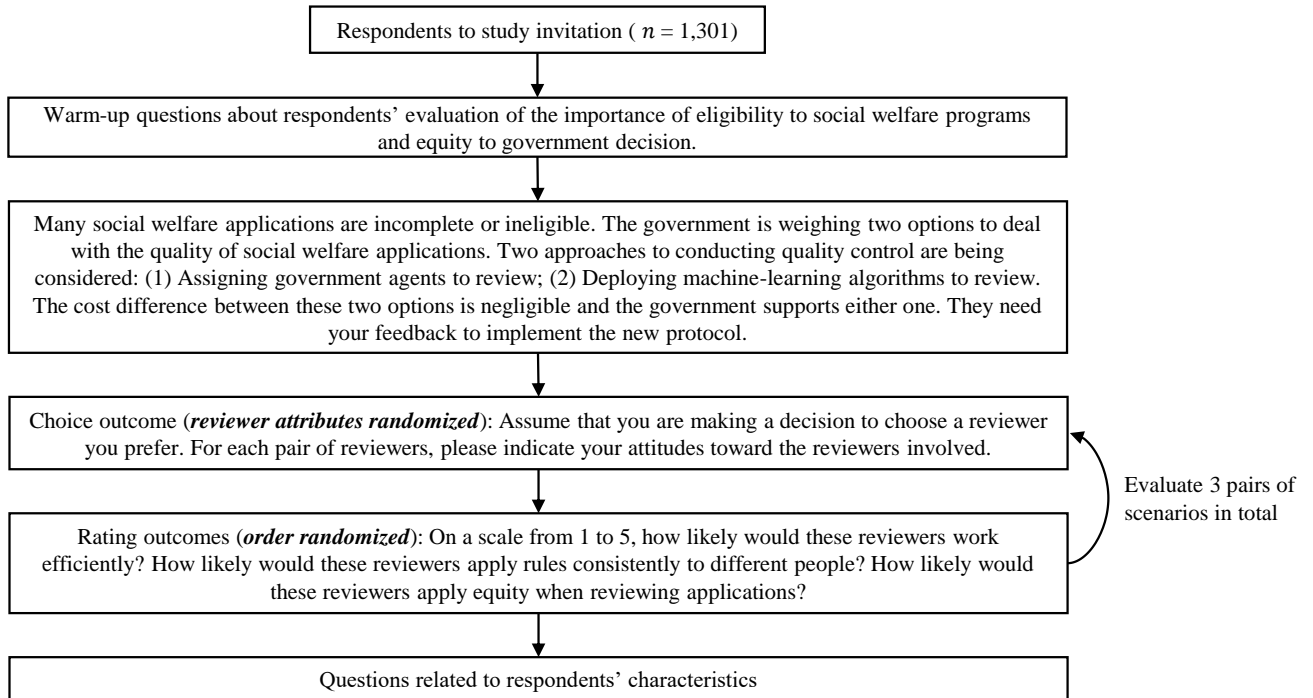 Respondents to study invitation ( n = 1,301)
Warm-up questions about respondents’ evaluation of the importance of eligibility to social welfare programs
and equity to government decision.
Many social welfare applications are incomplete or ineligible. The government is weighing two options to deal
with the quality of social welfare applications. Two approaches to conducting quality control are being
considered: (1) Assigning government agents to review; (2) Deploying machine-learning algorithms to review.
The cost difference between these two options is negligible and the government supports either one. They need
your feedback to implement the new protocol.
Choice outcome (reviewer attributes randomized): Assume that you are making a decision to choose a reviewer
you prefer. For each pair of reviewers, please indicate your attitudes toward the reviewers involved.
Evaluate 3 pairs of
scenarios in total
Rating outcomes (order randomized): On a scale from 1 to 5, how likely would these reviewers work
efficiently? How likely would these reviewers apply rules consistently to different people? How likely would
these reviewers apply equity when reviewing applications?
Questions related to respondents’ characteristics